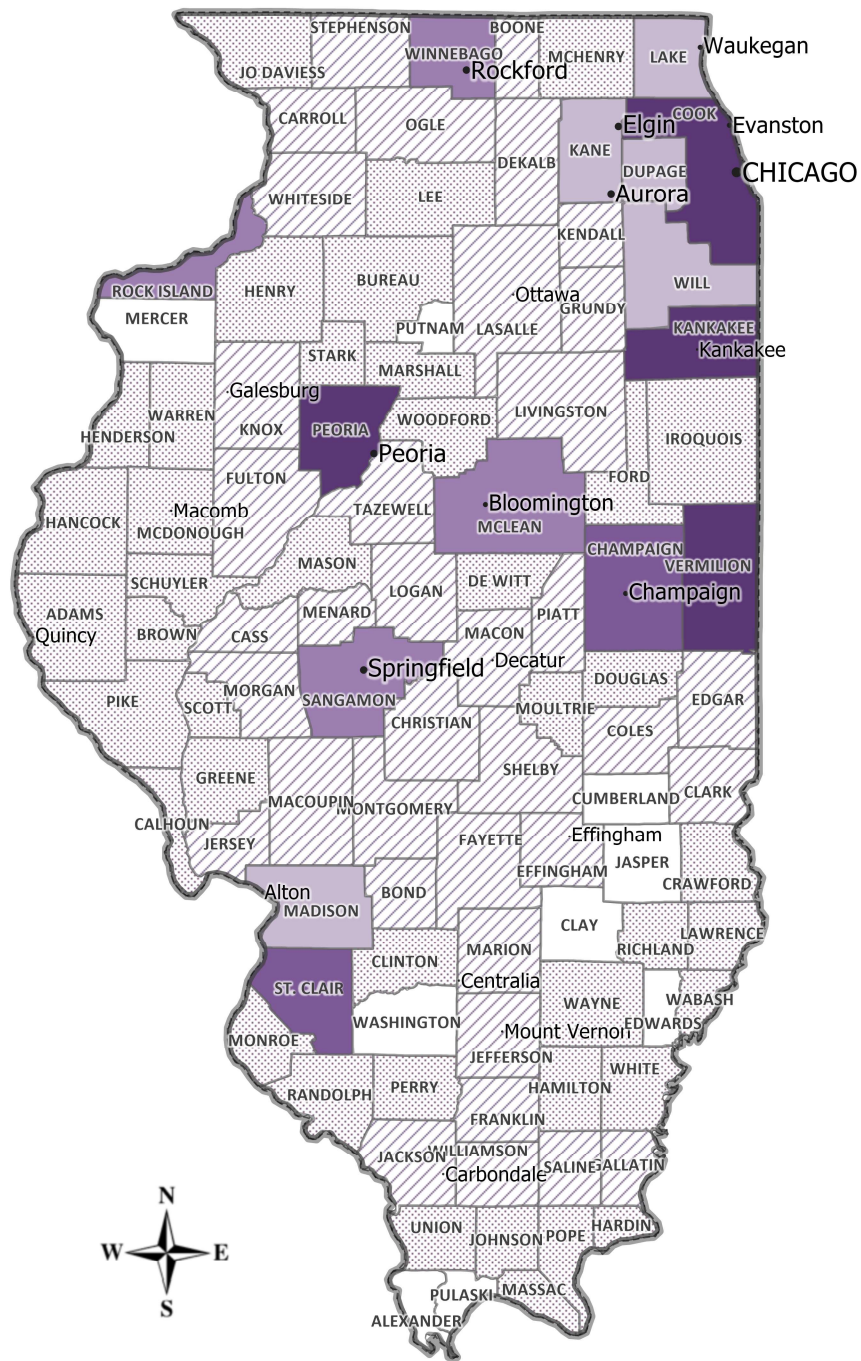 STEPHENSON
BOONE
WINNEBAGO
Rockford
JO DAVIESS
MCHENRY
LAKE
Waukegan
CARROLL
OGLE
DEKALB
KANE
Elgin
COOK
Evanston
DUPAGE
CHICAGO
Aurora
WHITESIDE
LEE
KENDALL
ROCK ISLAND
HENRY
BUREAU
WILL
MERCER
PUTNAM
LASALLE
Ottawa
GRUNDY
KANKAKEE
Kankakee
STARK
MARSHALL
Galesburg
KNOX
WARREN
HENDERSON
PEORIA
Peoria
WOODFORD
LIVINGSTON
IROQUOIS
FORD
FULTON
TAZEWELL
Bloomington
MCLEAN
HANCOCK
Macomb
MCDONOUGH
MASON
CHAMPAIGN
VERMILION
Champaign
SCHUYLER
LOGAN
DE WITT
PIATT
ADAMS
Quincy
BROWN
CASS
MENARD
MACON
Decatur
Springfield
SANGAMON
PIKE
SCOTT
MORGAN
CHRISTIAN
MOULTRIE
DOUGLAS
EDGAR
COLES
GREENE
MACOUPIN
MONTGOMERY
SHELBY
CUMBERLAND
CLARK
CALHOUN
JERSEY
FAYETTE
Effingham
EFFINGHAM
JASPER
CRAWFORD
Alton
MADISON
BOND
CLAY
RICHLAND
LAWRENCE
MARION
CLINTON
Centralia
ST. CLAIR
WASHINGTON
WAYNE
EDWARDS
WABASH
Mount Vernon
JEFFERSON
MONROE
RANDOLPH
PERRY
HAMILTON
WHITE
FRANKLIN
JACKSON
WILLIAMSON
Carbondale
SALINE
GALLATIN
UNION
JOHNSON
POPE
HARDIN
MASSAC
PULASKI
ALEXANDER
N
W
E
S